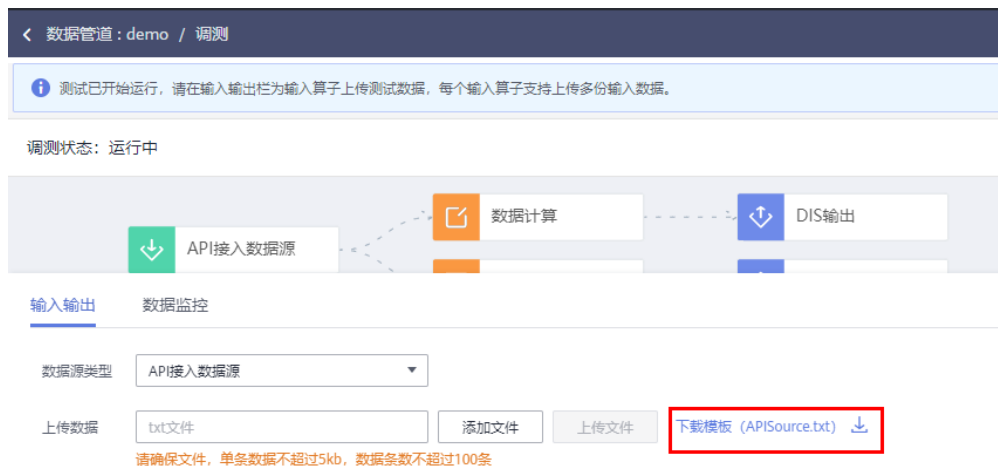 数据管道 : demo / 调测
测试已开始运行，请在输入输出栏为输入算子上传测试数据，每个输入算子支持上传多份输入数据。
调测状态：运行中
数据计算
DIS输出
API接入数据源
输入输出 数据监控
数据源类型 API接入数据源
上传数据 txt文件 添加文件 上传文件 下载模板（APISource.txt）
请确保文件，单条数据不超过5kb，数据条数不超过100条